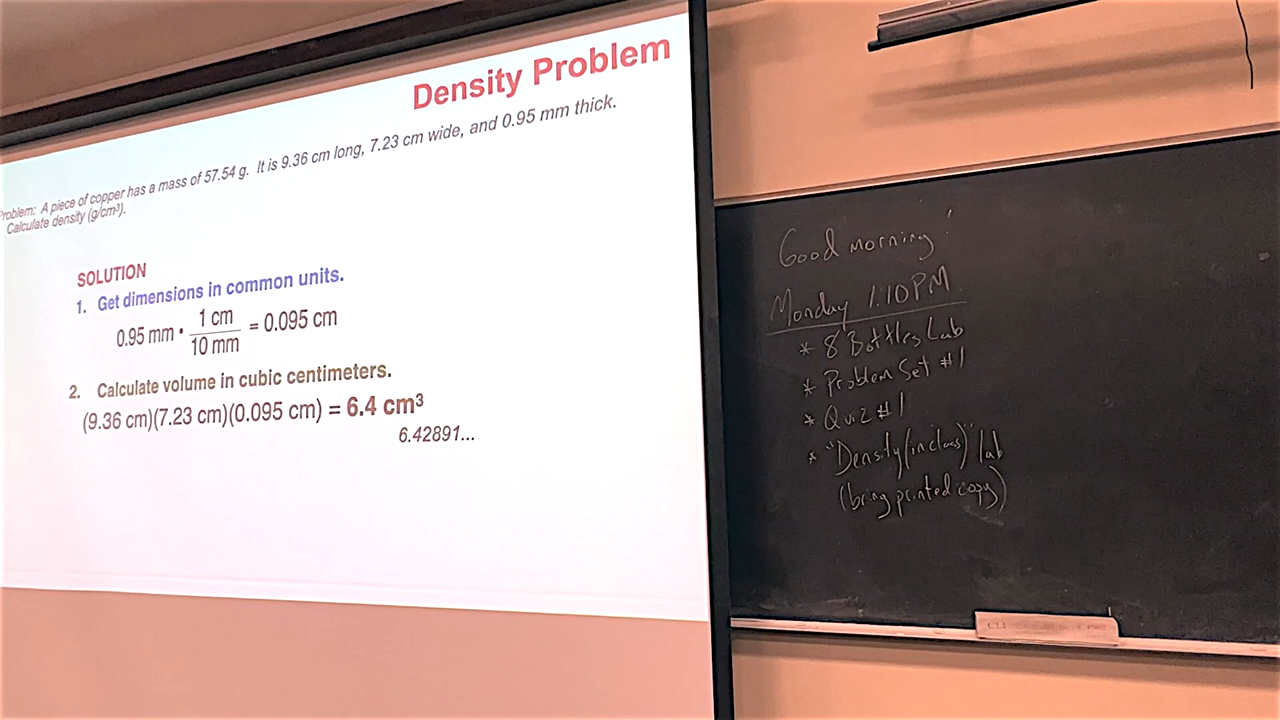 Density Problem
Problem: A piece of copper has a mass of 57.54 g. It is 9.36 cm long, 7.23 cm wide, and 0.95 mm thick.
Calculate density (g/cm³).
SOLUTION
1. Get dimensions in common units.
0.95 mm • 1 cm / 10 mm = 0.095 cm
2. Calculate volume in cubic centimeters.
(9.36 cm)(7.23 cm)(0.095 cm) = 6.4 cm³
6.42891...
Good morning!
Monday 1:10PM
* 8 Bottles Lab
* Problem Set #1
* Quiz #1
* "Density (in class)" lab
(bring printed copy)